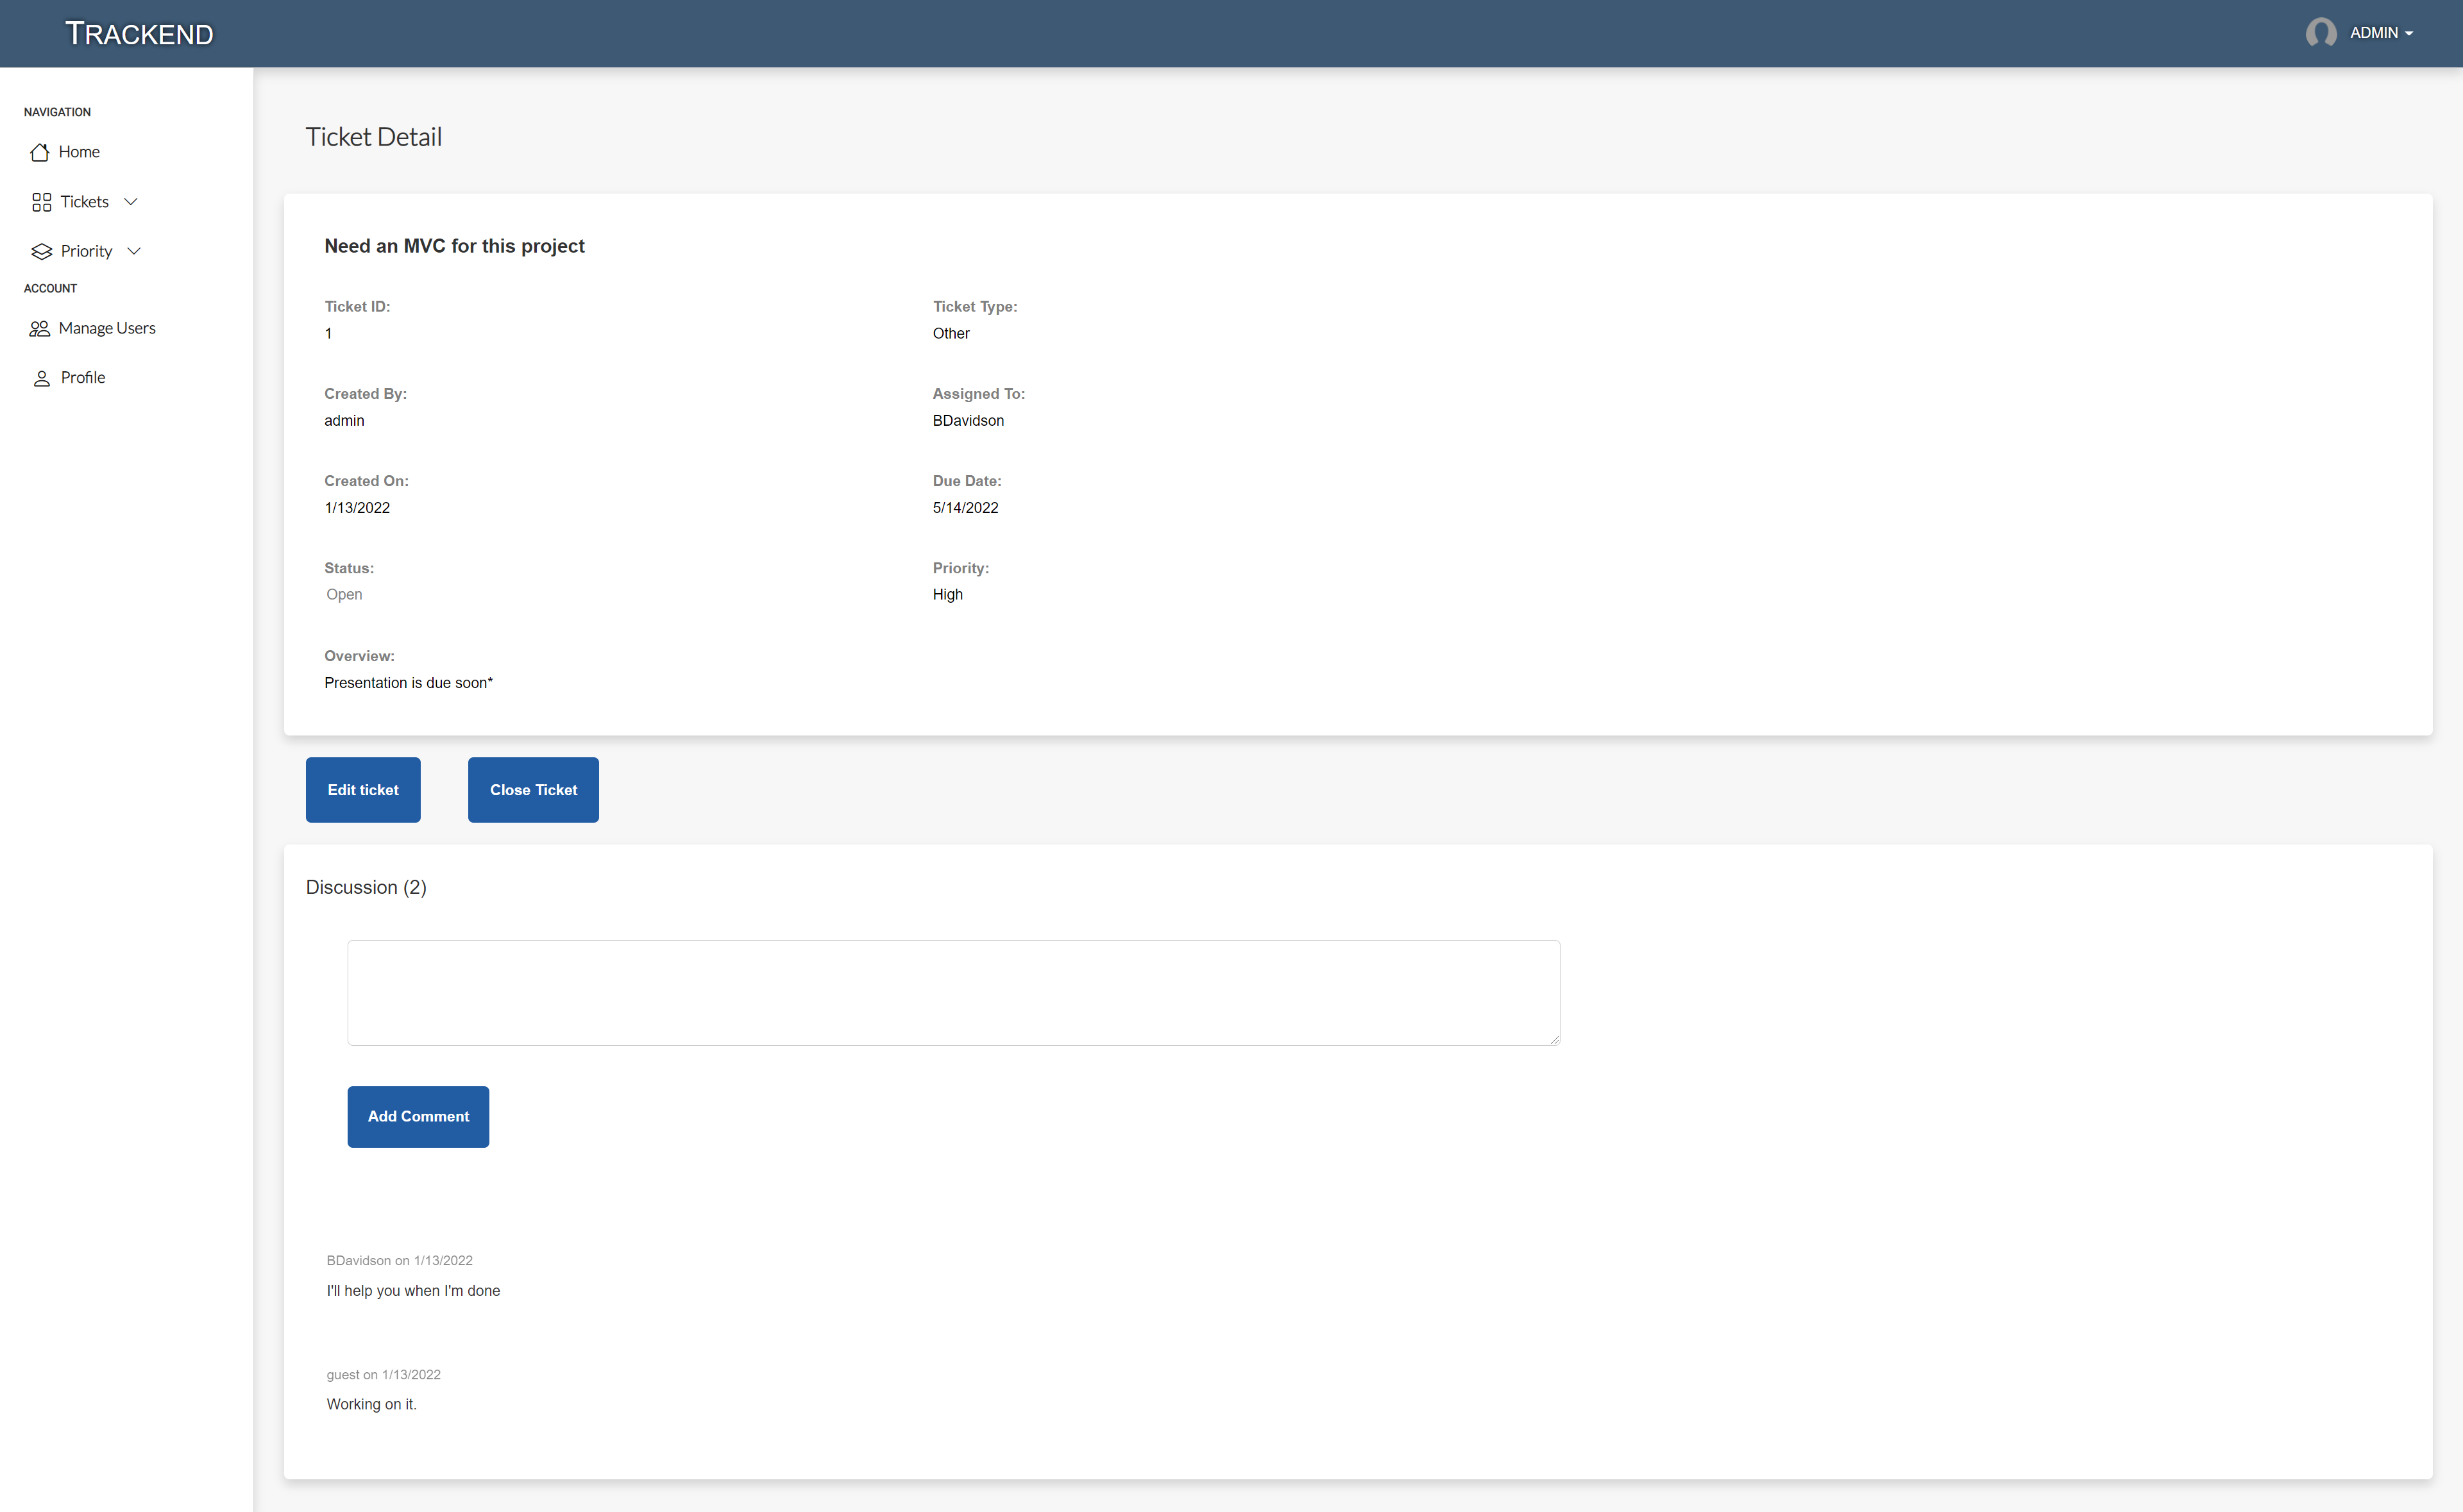 TRACKEND
ADMIN
NAVIGATION
Home
Tickets
Priority
ACCOUNT
Manage Users
Profile
Ticket Detail
Need an MVC for this project
Ticket ID:
1
Ticket Type:
Other
Created By:
admin
Assigned To:
BDavidson
Created On:
1/13/2022
Due Date:
5/14/2022
Status:
Open
Priority:
High
Overview:
Presentation is due soon*
Edit ticket
Close Ticket
Discussion (2)
Add Comment
BDavidson on 1/13/2022
I'll help you when I'm done
guest on 1/13/2022
Working on it.